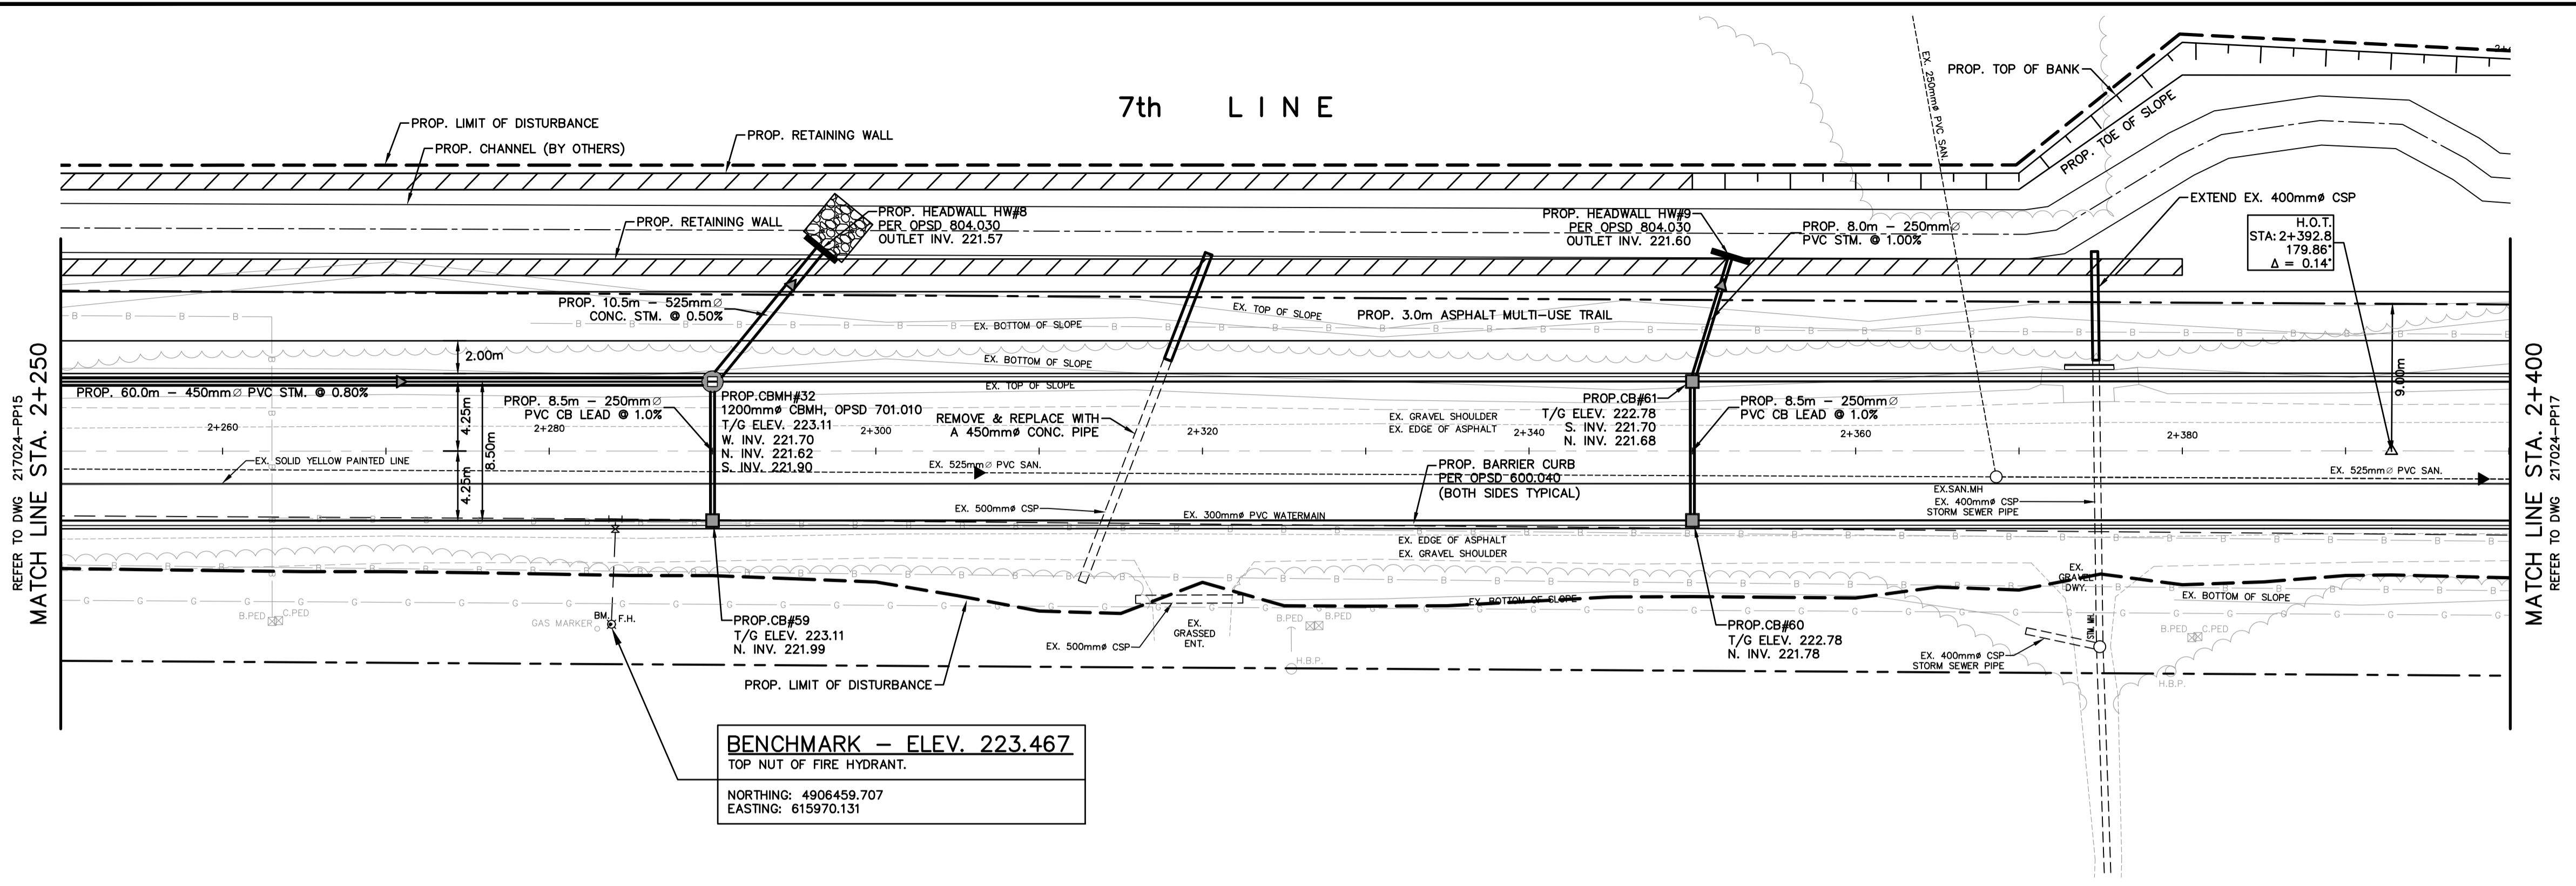 7th LINE
PROP. LIMIT OF DISTURBANCE
PROP. CHANNEL (BY OTHERS)
PROP. RETAINING WALL
PROP. RETAINING WALL
PROP. HEADWALL HW#8
PER OPSD 804.030
OUTLET INV. 221.57
PROP. HEADWALL HW#9
PER OPSD 804.030
OUTLET INV. 221.60
PROP. 8.0m - 250mmØ
PVC STM. @ 1.00%
EX. 250mmø PVC SAN.
PROP. TOP OF BANK
PROP. TOE OF SLOPE
EXTEND EX. 400mmø CSP
H.O.T.
STA: 2+392.8
179.86°
Δ = 0.14°
9.00m
REFER TO DWG 217024-PP15
MATCH LINE STA. 2+250
MATCH LINE STA. 2+400
REFER TO DWG 217024-PP17
PROP. 10.5m - 525mmØ
CONC. STM. @ 0.50%
EX. BOTTOM OF SLOPE
EX. TOP OF SLOPE
PROP. 3.0m ASPHALT MULTI-USE TRAIL
2.00m
EX. BOTTOM OF SLOPE
EX. TOP OF SLOPE
PROP. 60.0m - 450mmØ PVC STM. @ 0.80%
4.25m
8.50m
4.25m
PROP. 8.5m - 250mmØ
PVC CB LEAD @ 1.0%
PROP.CBMH#32
1200mmø CBMH, OPSD 701.010
T/G ELEV. 223.11
W. INV. 221.70
N. INV. 221.62
S. INV. 221.90
REMOVE & REPLACE WITH
A 450mmø CONC. PIPE
EX. GRAVEL SHOULDER
EX. EDGE OF ASPHALT
PROP.CB#61
T/G ELEV. 222.78
S. INV. 221.70
N. INV. 221.68
PROP. 8.5m - 250mmØ
PVC CB LEAD @ 1.0%
2+260
2+280
2+300
2+320
2+340
2+360
2+380
EX. SOLID YELLOW PAINTED LINE
EX. 525mmØ PVC SAN.
PROP. BARRIER CURB
PER OPSD 600.040
(BOTH SIDES TYPICAL)
EX. 525mmØ PVC SAN.
EX.SAN.MH
EX. 400mmø CSP
STORM SEWER PIPE
EX. 500mmø CSP
EX. 300mm PVC WATERMAIN
EX. EDGE OF ASPHALT
EX. GRAVEL SHOULDER
EX.
GRAVEL
DWY.
EX. BOTTOM OF SLOPE
EX. BOTTOM OF SLOPE
B.PED
C.PED
GAS MARKER
BM.
F.H.
PROP.CB#59
T/G ELEV. 223.11
N. INV. 221.99
EX. 500mmø CSP
EX.
GRASSED
ENT.
B.PED
B.PED
H.B.P.
PROP.CB#60
T/G ELEV. 222.78
N. INV. 221.78
EX. 400mmø CSP
STORM SEWER PIPE
STM. MH.
B.PED
C.PED
H.B.P.
PROP. LIMIT OF DISTURBANCE
BENCHMARK - ELEV. 223.467
TOP NUT OF FIRE HYDRANT.
NORTHING: 4906459.707
EASTING: 615970.131